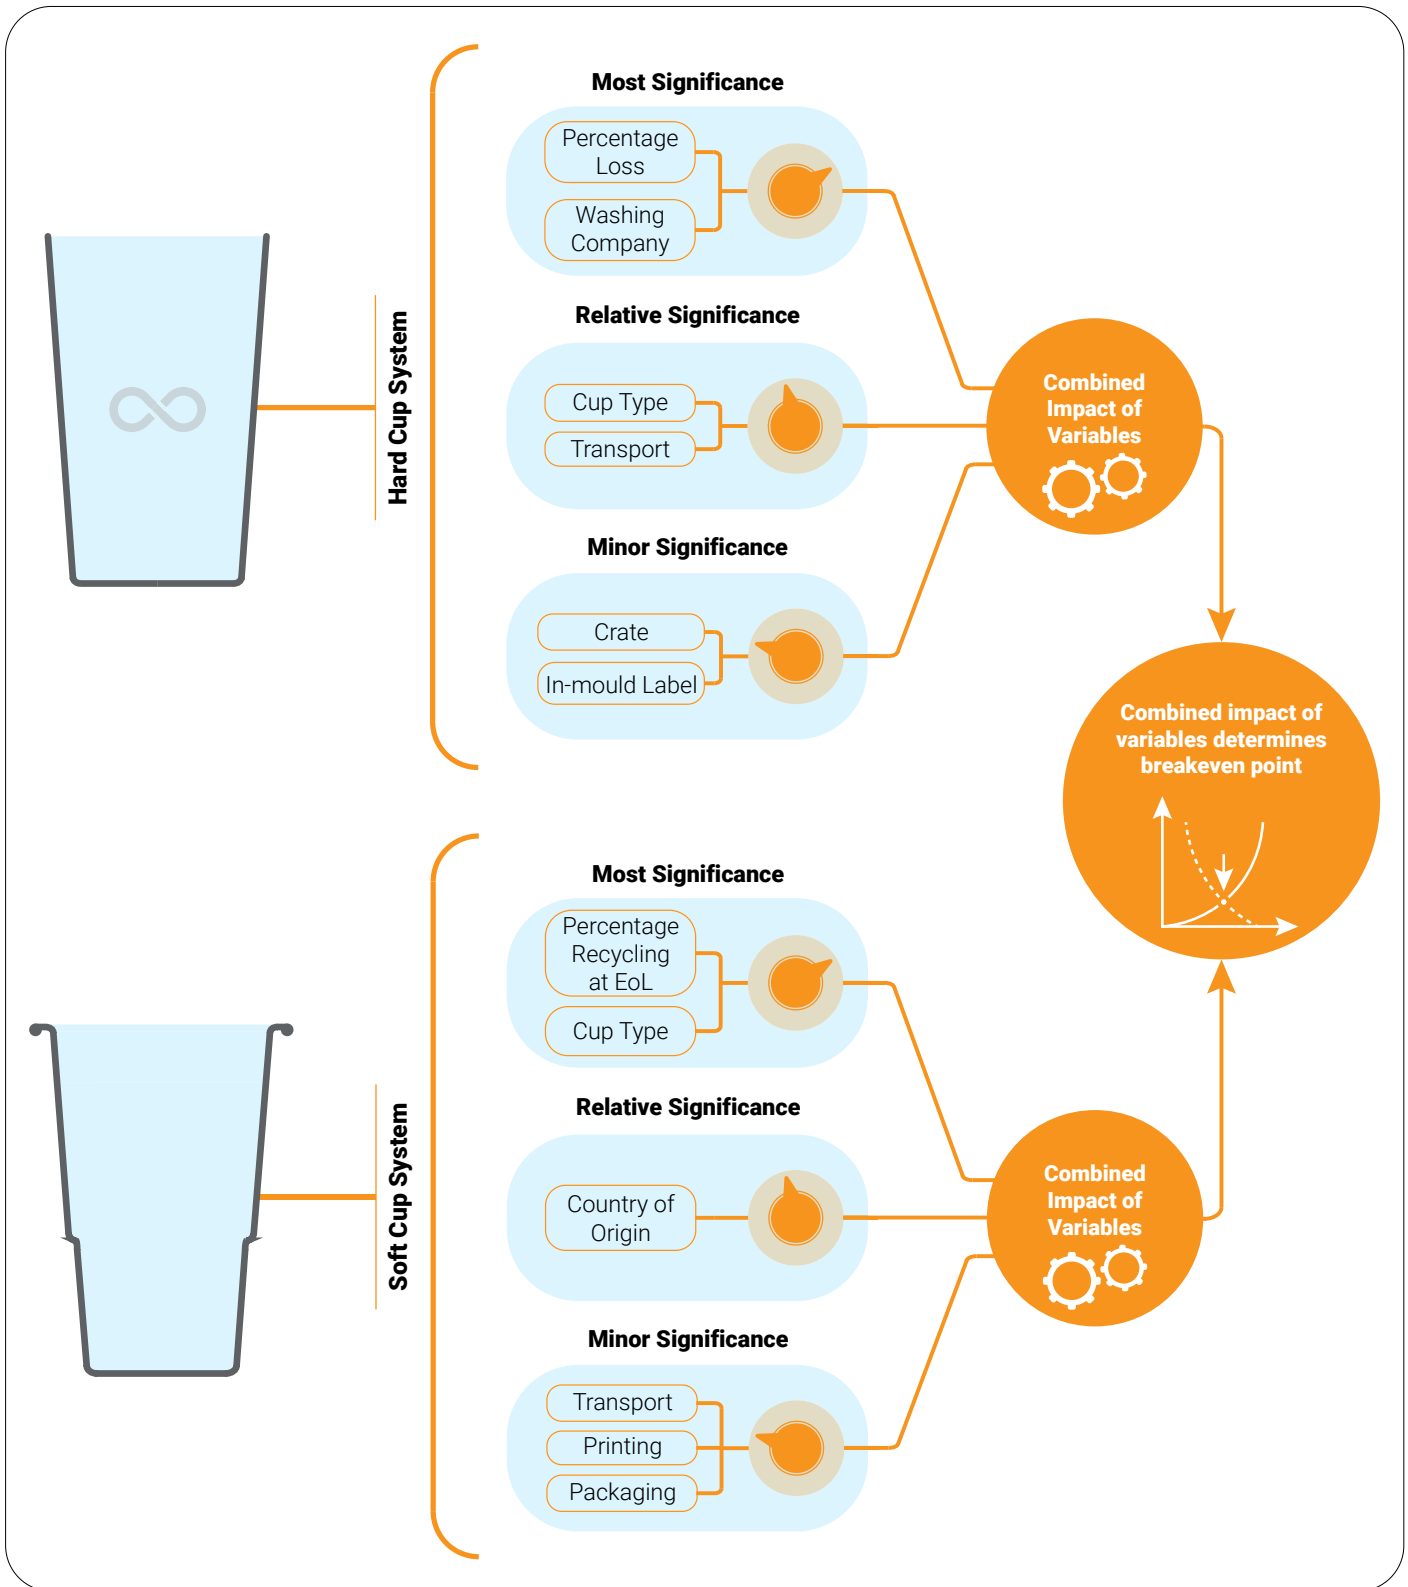 Hard Cup System
Most Significance
Percentage
Loss
Washing
Company
Relative Significance
Cup Type
Transport
Minor Significance
Crate
In-mould Label
Combined
Impact of
Variables
Combined impact of
variables determines
breakeven point
Soft Cup System
Most Significance
Percentage
Recycling
at EoL
Cup Type
Relative Significance
Country of
Origin
Minor Significance
Transport
Printing
Packaging
Combined
Impact of
Variables